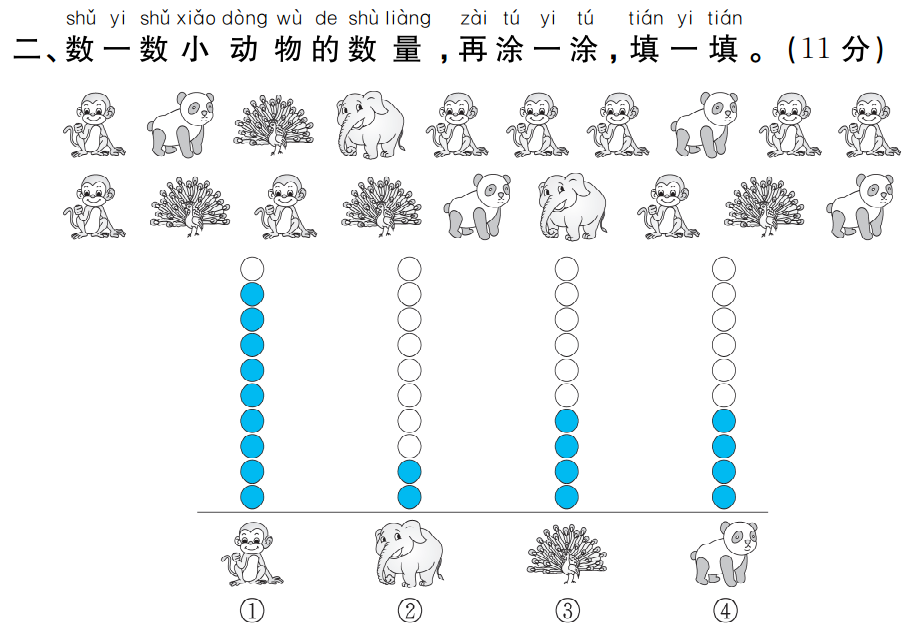 shǔ yi shǔ xiǎo dòng wù de shù liàng zài tú yi tú tián yi tián
二、数一数小动物的数量,再涂一涂,填一填。(11分)
① ② ③ ④